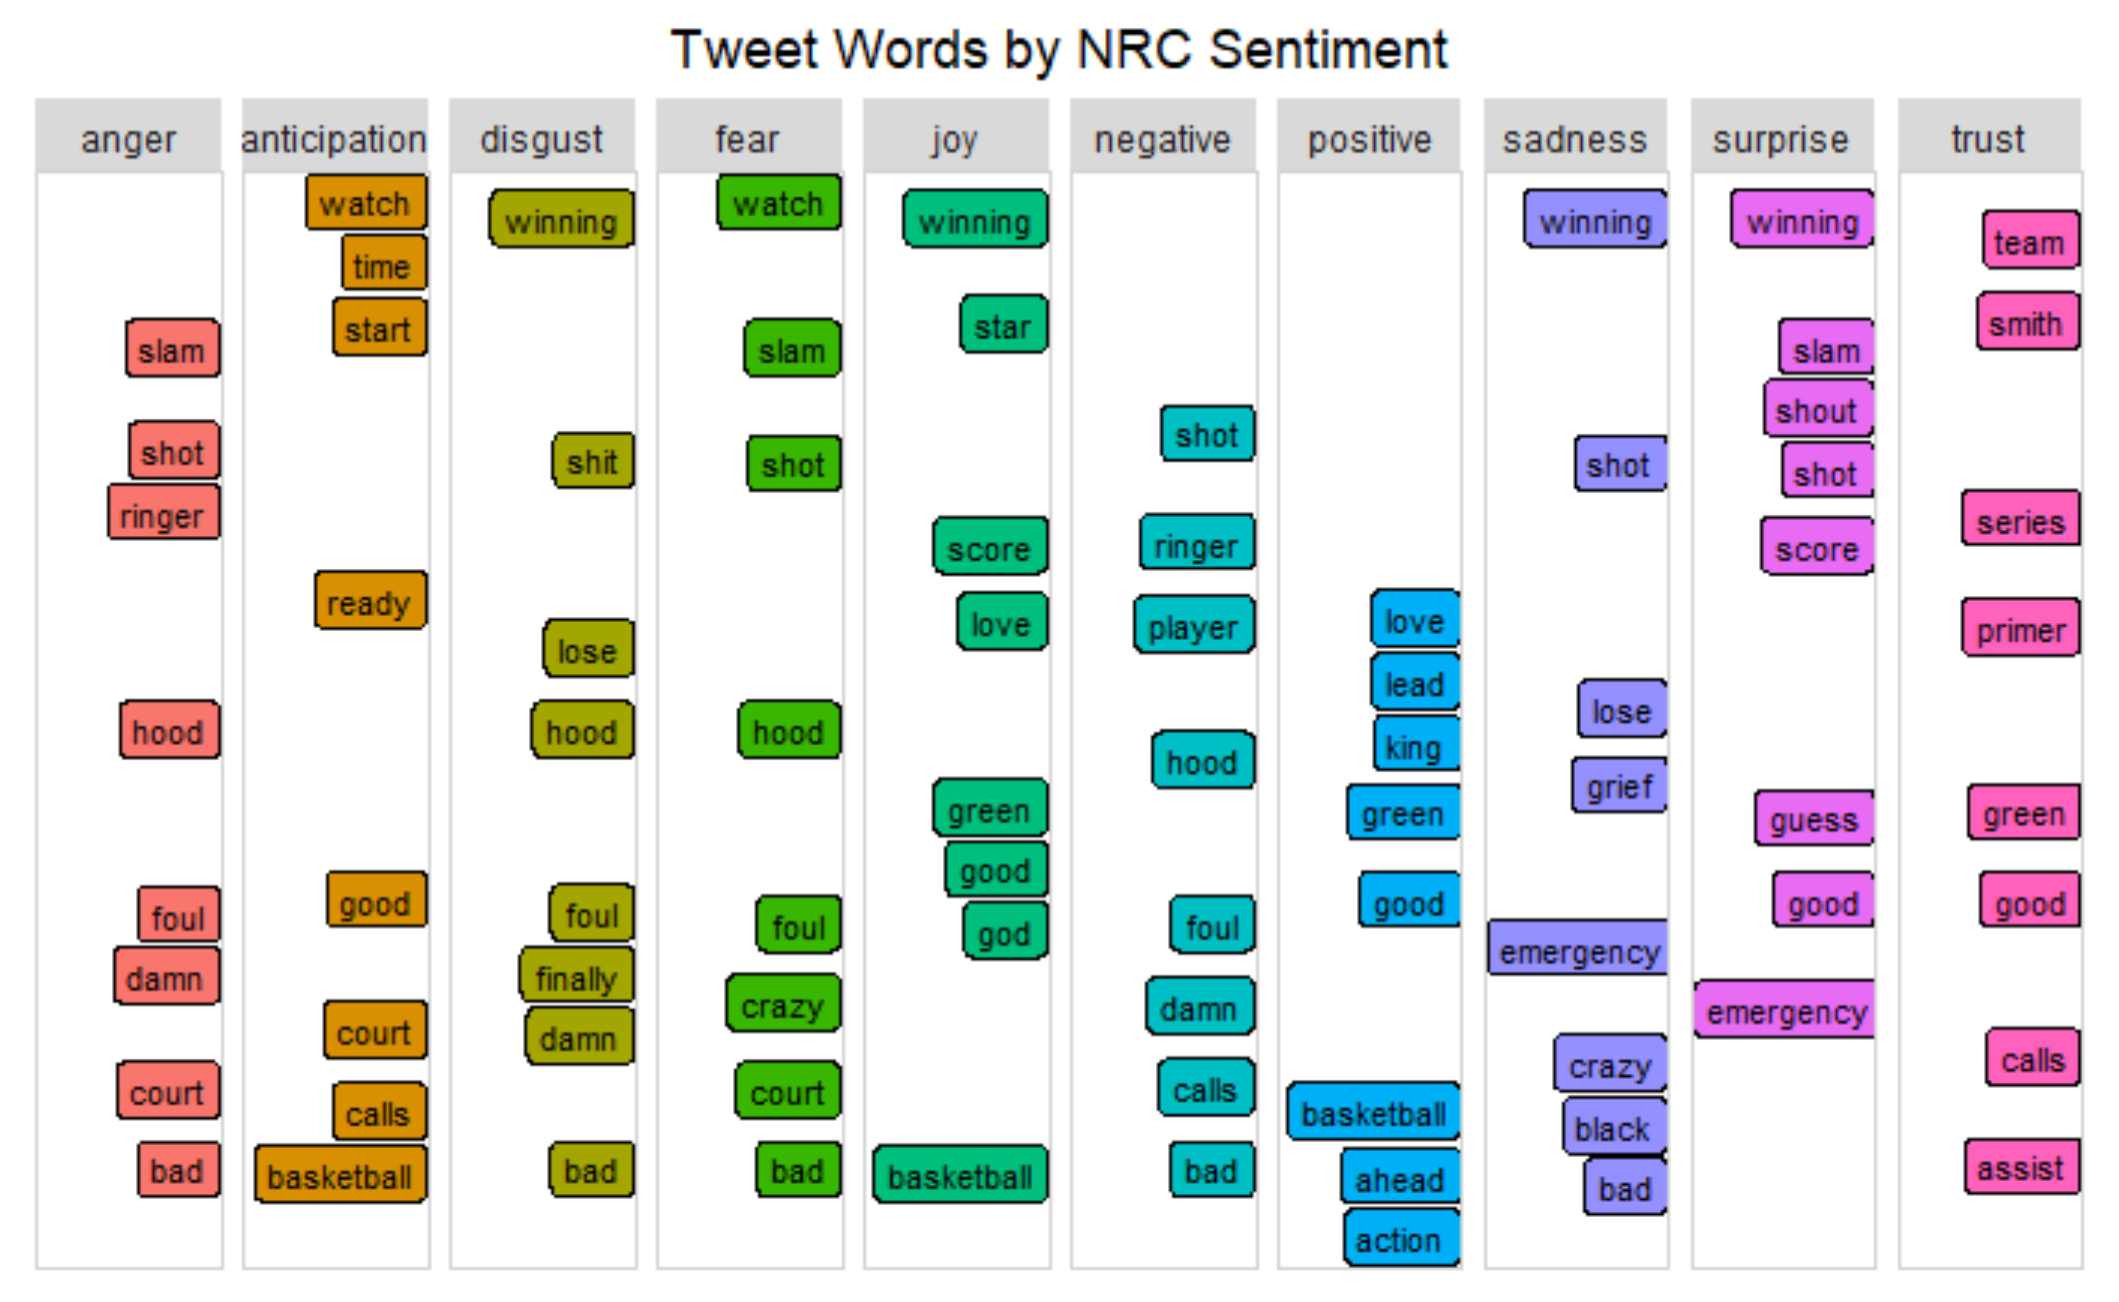 Tweet Words by NRC Sentiment
anger
slam
shot
ringer
hood
foul
damn
court
bad
anticipation
watch
time
start
ready
good
court
calls
basketball
disgust
winning
shit
lose
hood
foul
finally
damn
bad
fear
watch
slam
shot
hood
foul
crazy
court
bad
joy
winning
star
score
love
green
good
god
basketball
negative
shot
ringer
player
hood
foul
damn
calls
bad
positive
love
lead
king
green
good
basketball
ahead
action
sadness
winning
shot
lose
grief
emergency
crazy
black
bad
surprise
winning
slam
shout
shot
score
guess
good
emergency
trust
team
smith
series
primer
green
good
calls
assist